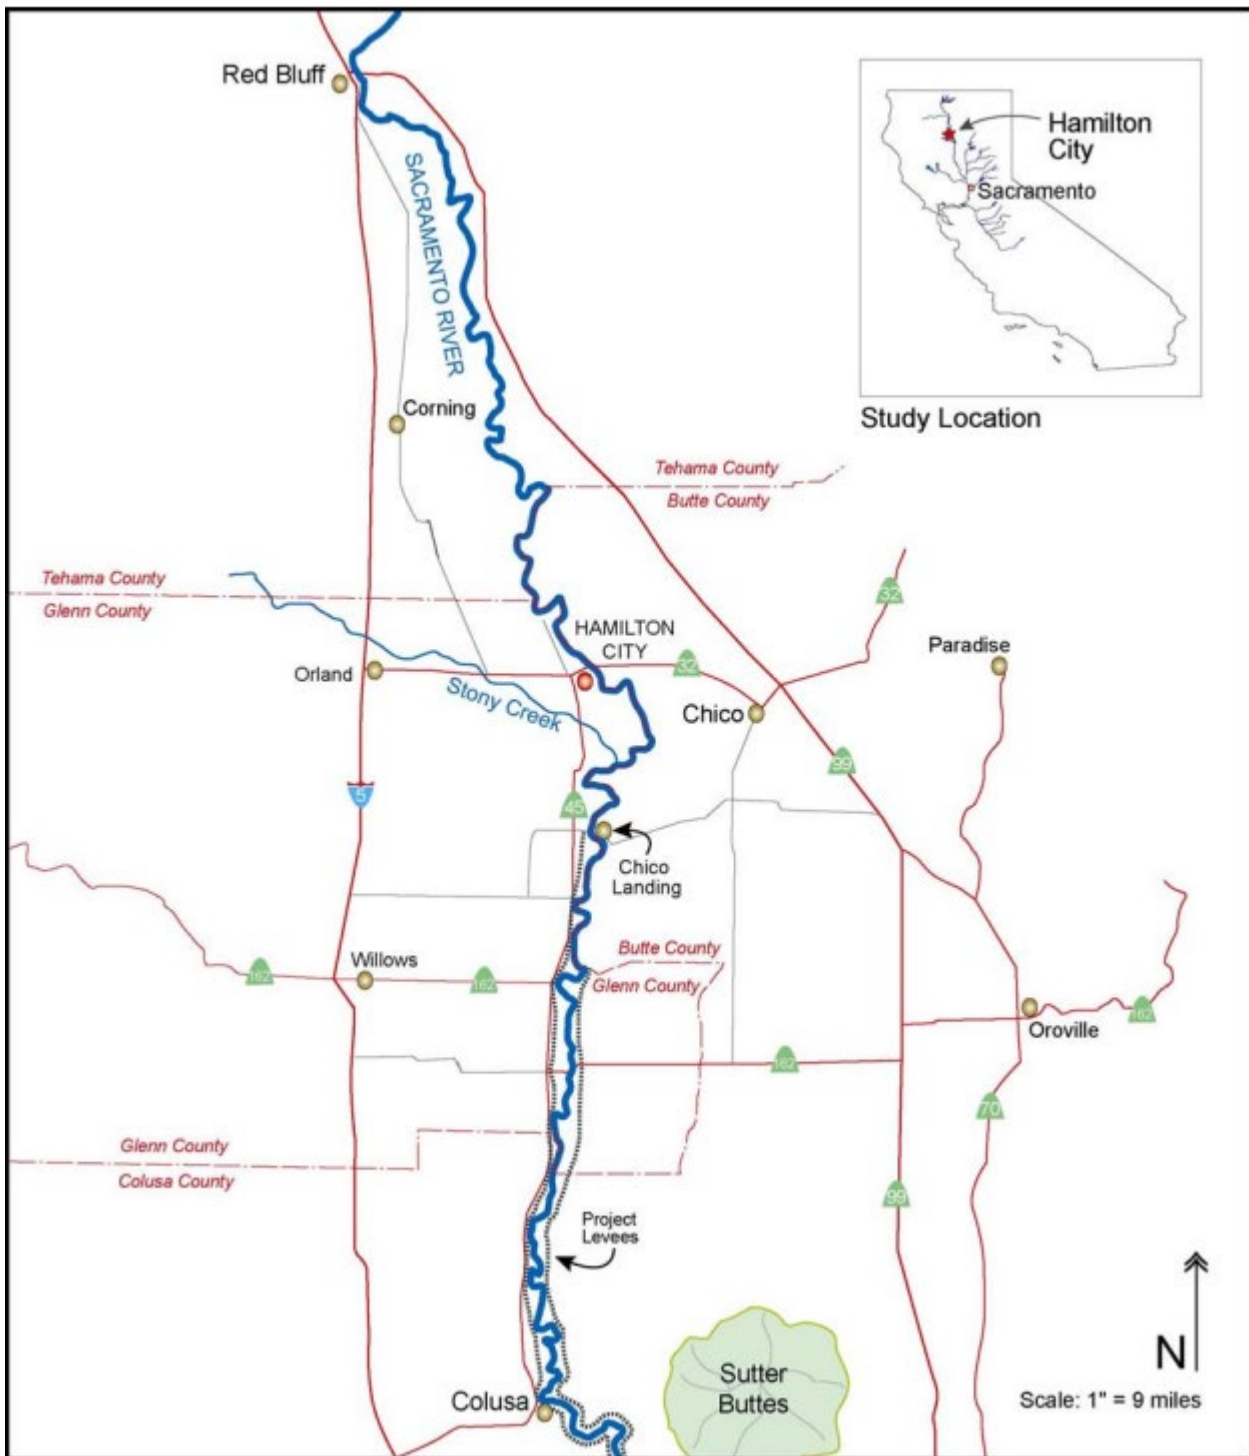 Red Bluff
SACRAMENTO RIVER
Hamilton
City
Sacramento
Study Location
Corning
Tehama County
Butte County
Tehama County
Glenn County
32
HAMILTON
CITY
Paradise
Orland
32
Stony Creek
Chico
99
5
45
Chico
Landing
Willows
Butte County
Glenn County
162
162
Oroville
162
162
70
Glenn County
Colusa County
99
Project
Levees
N
Sutter
Buttes
Scale: 1" = 9 miles
Colusa